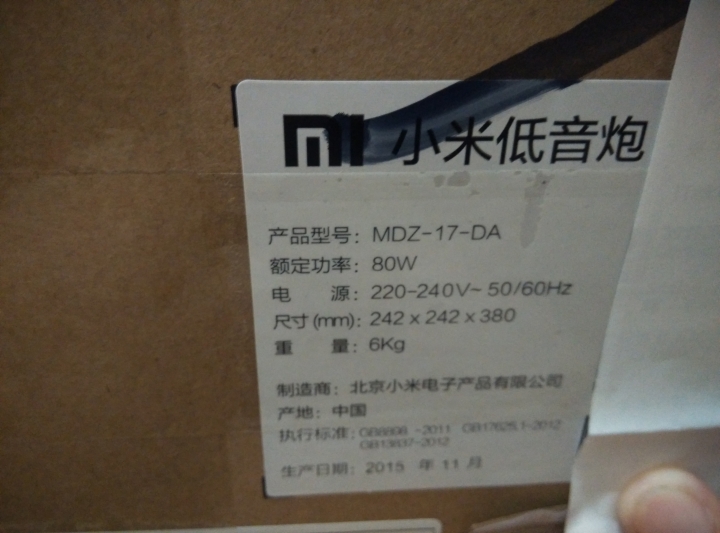 mi 小米低音炮
产品型号: MDZ-17-DA
额定功率: 80W
电 源: 220-240V~ 50/60Hz
尺寸(mm): 242 x 242 x 380
重 量: 6Kg
制造商: 北京小米电子产品有限公司
产地: 中国
执行标准: GB8898 -2011 GB17625.1-2012
GB13837-2012
生产日期: 2015 年 11 月